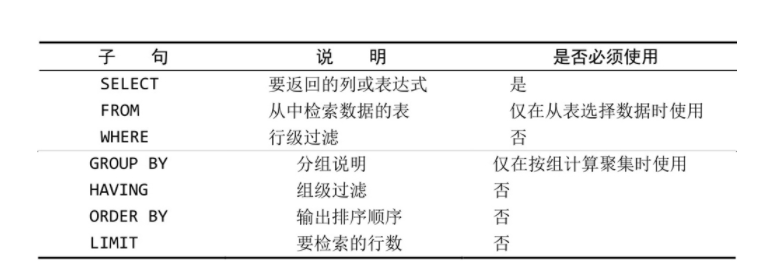 子 句 说 明 是否必须使用
SELECT 要返回的列或表达式 是
FROM 从中检索数据的表 仅在从表选择数据时使用
WHERE 行级过滤 否
GROUP BY 分组说明 仅在按组计算聚集时使用
HAVING 组级过滤 否
ORDER BY 输出排序顺序 否
LIMIT 要检索的行数 否